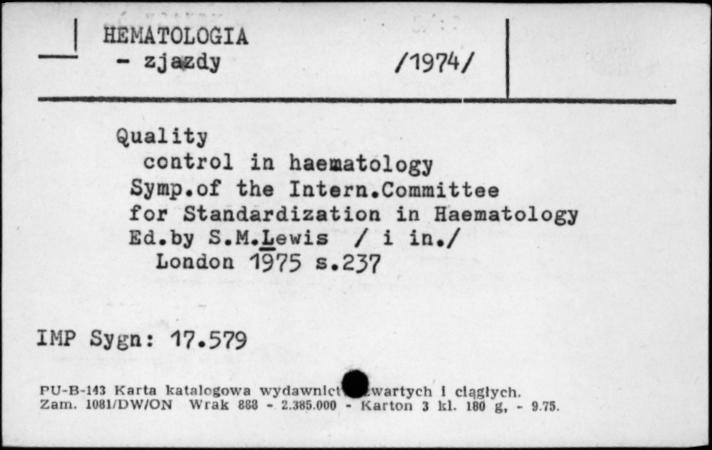 HEMATOLOGIA
- zjazdy /1974/
Quality
control in haematology
Symp.of the Intern.Committee
for Standardization in Haematology
Ed.by S.M.Lewis / i in./
London 1975 s.237
IMP Sygn: 17.579
PU-B-143 Karta katalogowa i ciągłych.
Zam. 1081/DW/ON Wrak 888 - 2.385.000 - Karton 3 kl. 180 g, - 9.75.